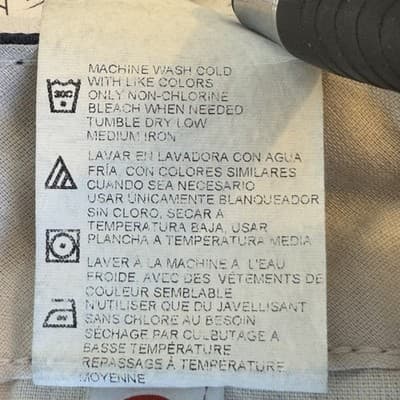 MACHINE WASH COLD
WITH LIKE COLORS
ONLY NON-CHLORINE
BLEACH WHEN NEEDED
TUMBLE DRY LOW
MEDIUM IRON
30C
LAVAR EN LAVADORA CON AGUA
FRÍA, CON COLORES SIMILARES
CUANDO SEA NECESARIO
USAR UNICAMENTE BLANQUEADOR
SIN CLORO, SECAR A
TEMPERATURA BAJA, USAR
PLANCHA A TEMPERATURA MEDIA
LAVER À LA MACHINE À L'EAU
FROIDE, AVEC DES VÊTEMENTS DE
COULEUR SEMBLABLE
N'UTILISER QUE DU JAVELLISANT
SANS CHLORE AU BESOIN
SÉCHAGE PAR CULBUTAGE A
BASSE TEMPÉRATURE
REPASSAGE À TEMPÉRATURE
MOYENNE